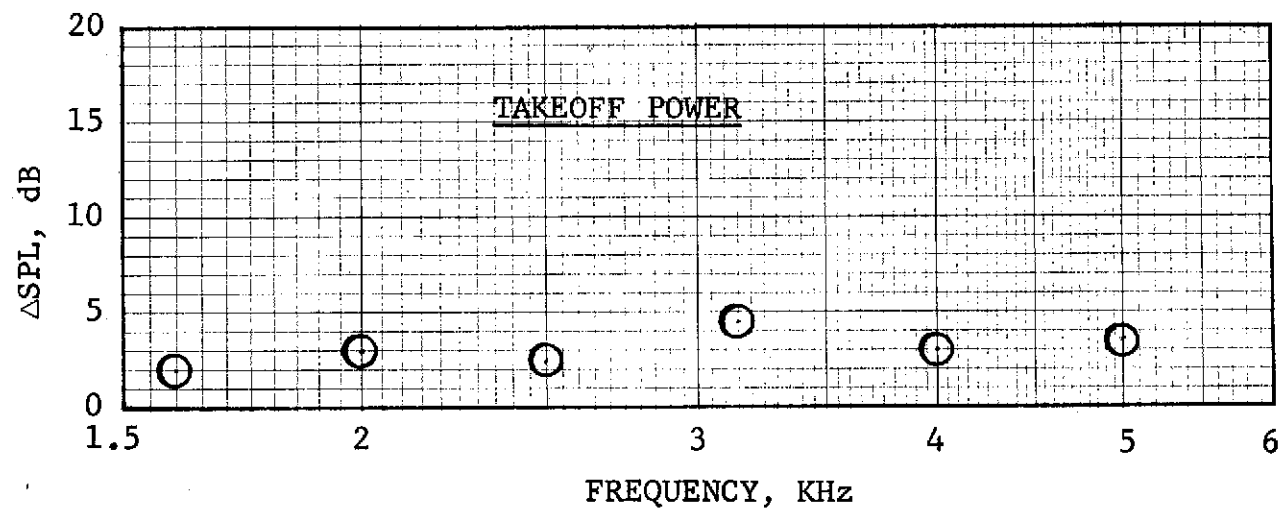 20
15
10
5
0
ΔSPL, dB
TAKEOFF POWER
1.5 2 3 4 5 6
FREQUENCY, KHz